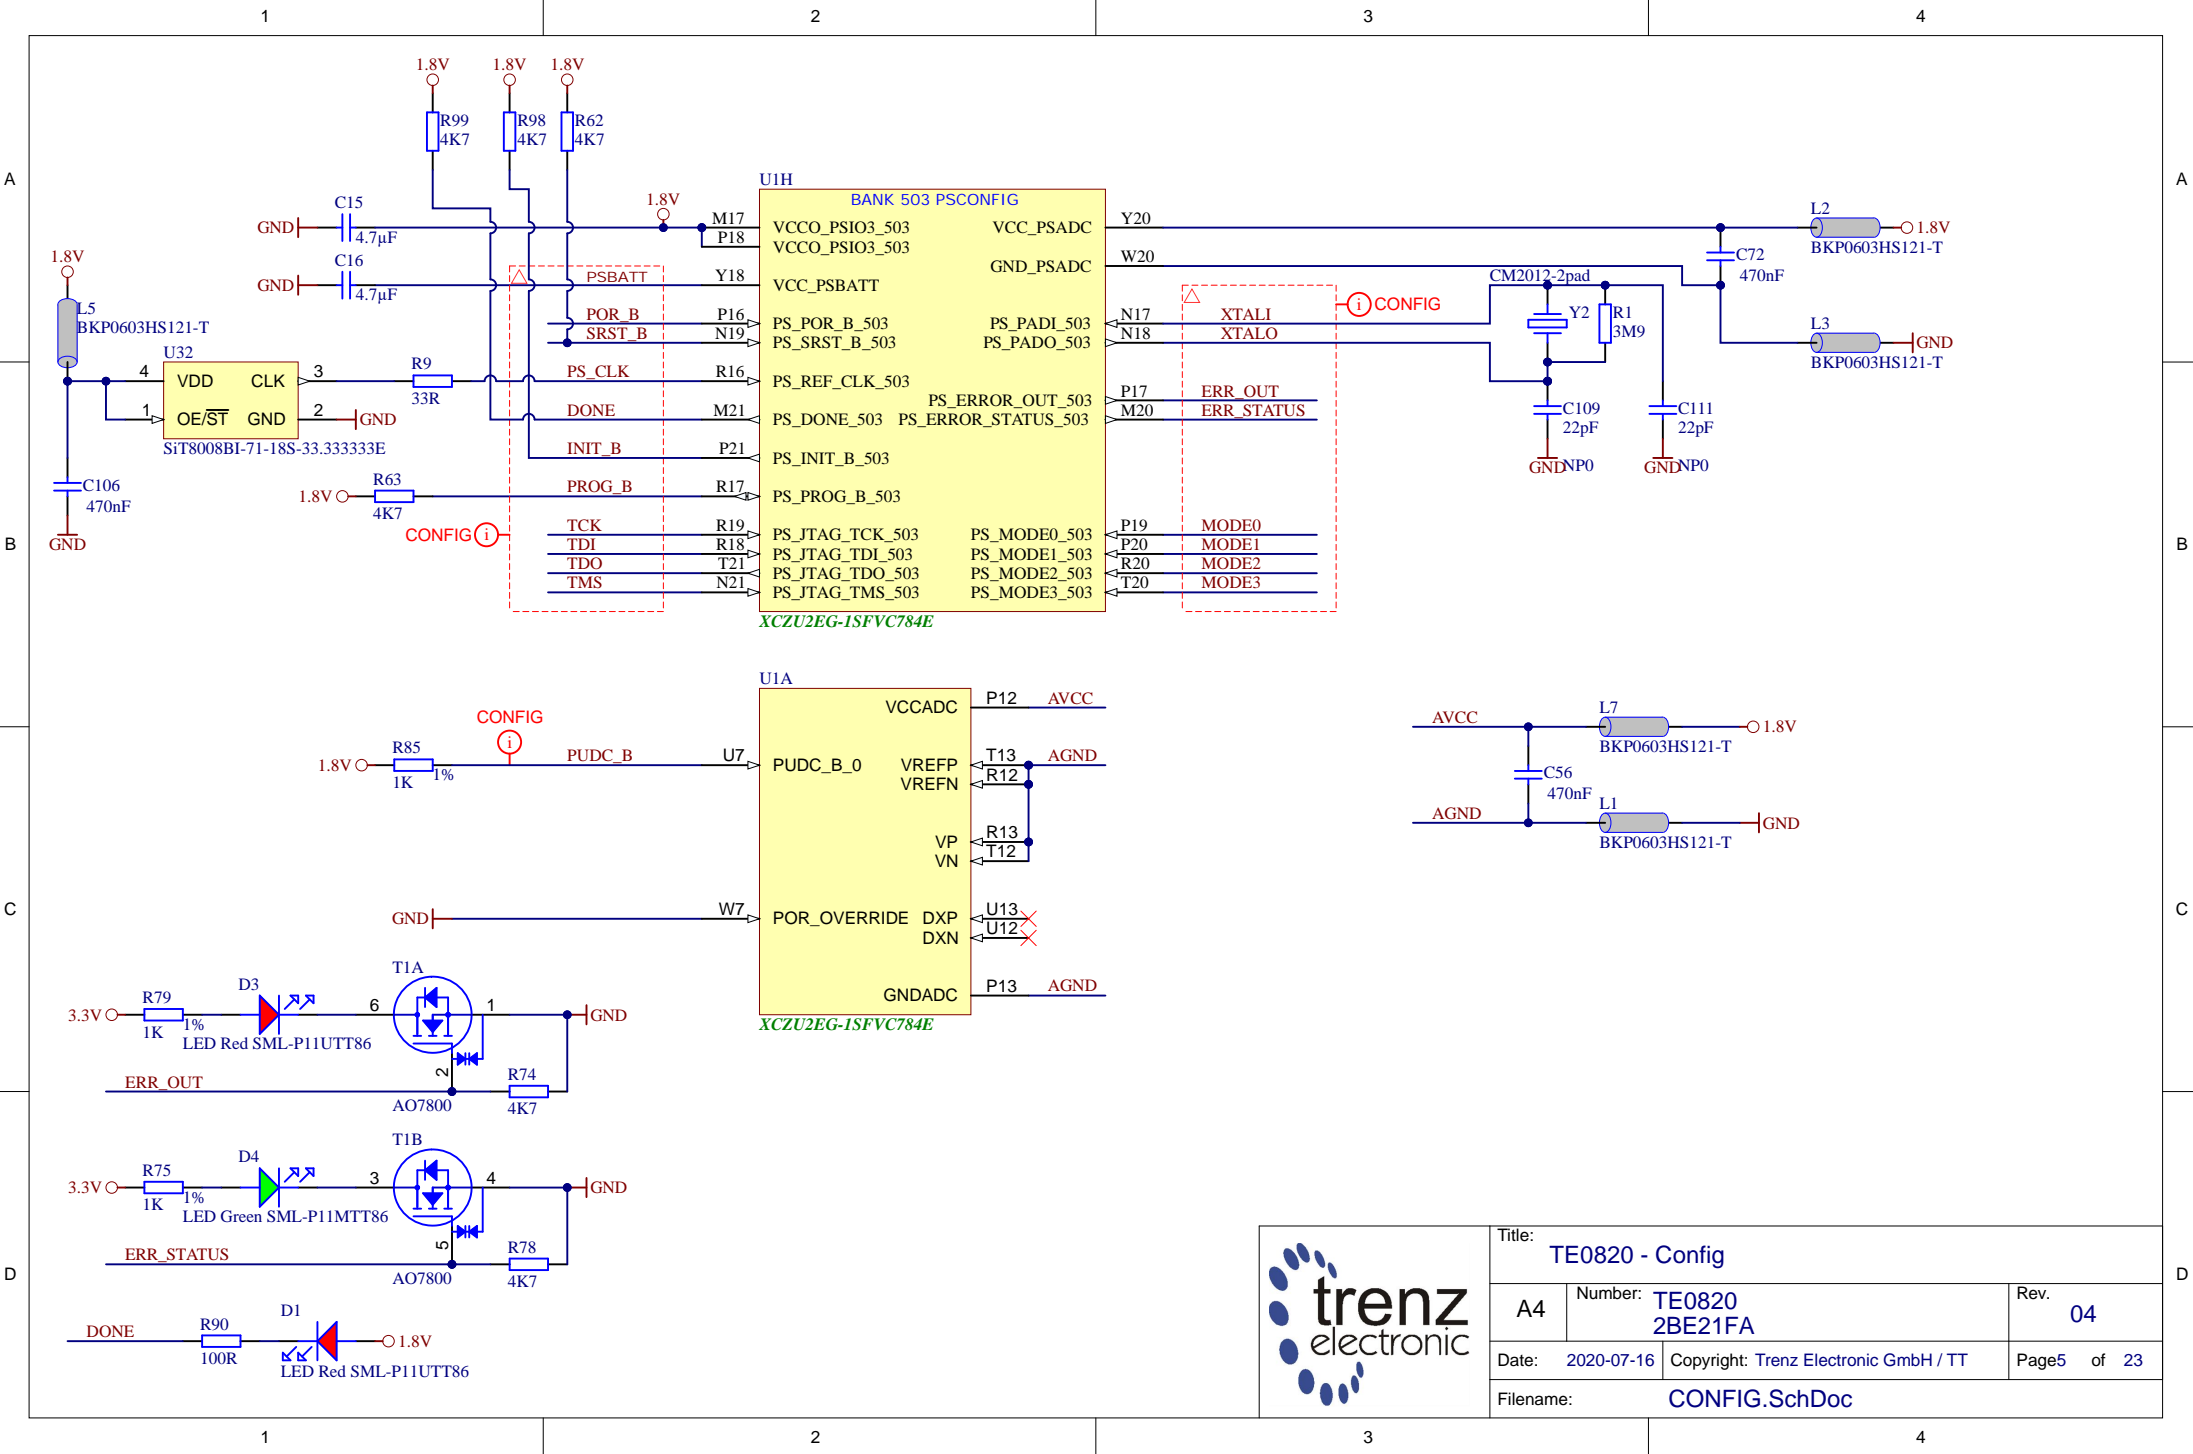 1
2
3
4
A
A
1.8V
1.8V
1.8V
R99
4K7
R98
4K7
R62
4K7
C15
GND
4.7µF
1.8V
C16
GND
4.7µF
1.8V
L5
BKP0603HS121-T
U32
4 VDD CLK 3
1 OE/ST GND 2
GND
SiT8008BI-71-18S-33.333333E
C106
470nF
GND
R9
33R
1.8V
R63
4K7
CONFIG i
PSBATT
POR_B
SRST_B
PS_CLK
DONE
INIT_B
PROG_B
TCK
TDI
TDO
TMS
U1H
BANK 503 PSCONFIG
M17 VCCO_PSIO3_503
P18 VCCO_PSIO3_503
Y18 VCC_PSBATT
P16 PS_POR_B_503
N19 PS_SRST_B_503
R16 PS_REF_CLK_503
M21 PS_DONE_503
P21 PS_INIT_B_503
R17 PS_PROG_B_503
R19 PS_JTAG_TCK_503
R18 PS_JTAG_TDI_503
T21 PS_JTAG_TDO_503
N21 PS_JTAG_TMS_503
VCC_PSADC Y20
GND_PSADC W20
PS_PADI_503 N17 XTALI
PS_PADO_503 N18 XTALO
PS_ERROR_OUT_503 P17 ERR_OUT
PS_ERROR_STATUS_503 M20 ERR_STATUS
PS_MODE0_503 P19 MODE0
PS_MODE1_503 P20 MODE1
PS_MODE2_503 R20 MODE2
PS_MODE3_503 T20 MODE3
XCZU2EG-1SFVC784E
i CONFIG
CM2012-2pad
Y2
R1
3M9
C109
22pF
GND NP0
C111
22pF
GND NP0
L2
1.8V
BKP0603HS121-T
C72
470nF
L3
GND
BKP0603HS121-T
B
B
U1A
VCCADC P12 AVCC
CONFIG
i
1.8V
R85
1K
1%
PUDC_B
U7 PUDC_B_0
VREFP T13 AGND
VREFN R12
VP R13
VN T12
GND
W7 POR_OVERRIDE
DXP U13
DXN U12
GNDADC P13 AGND
XCZU2EG-1SFVC784E
AVCC
L7
1.8V
BKP0603HS121-T
C56
470nF
AGND
L1
GND
BKP0603HS121-T
C
C
3.3V
R79
1K
1%
D3
LED Red SML-P11UTT86
T1A
6
1
2
GND
ERR_OUT
AO7800
R74
4K7
3.3V
R75
1K
1%
D4
LED Green SML-P11MTT86
T1B
3
4
5
GND
ERR_STATUS
AO7800
R78
4K7
D
D
DONE
R90
100R
D1
1.8V
LED Red SML-P11UTT86
trenz
electronic
Title:
TE0820 - Config
A4
Number: TE0820
2BE21FA
Rev.
04
Date: 2020-07-16
Copyright: Trenz Electronic GmbH / TT
Page5 of 23
Filename: CONFIG.SchDoc
1
2
3
4